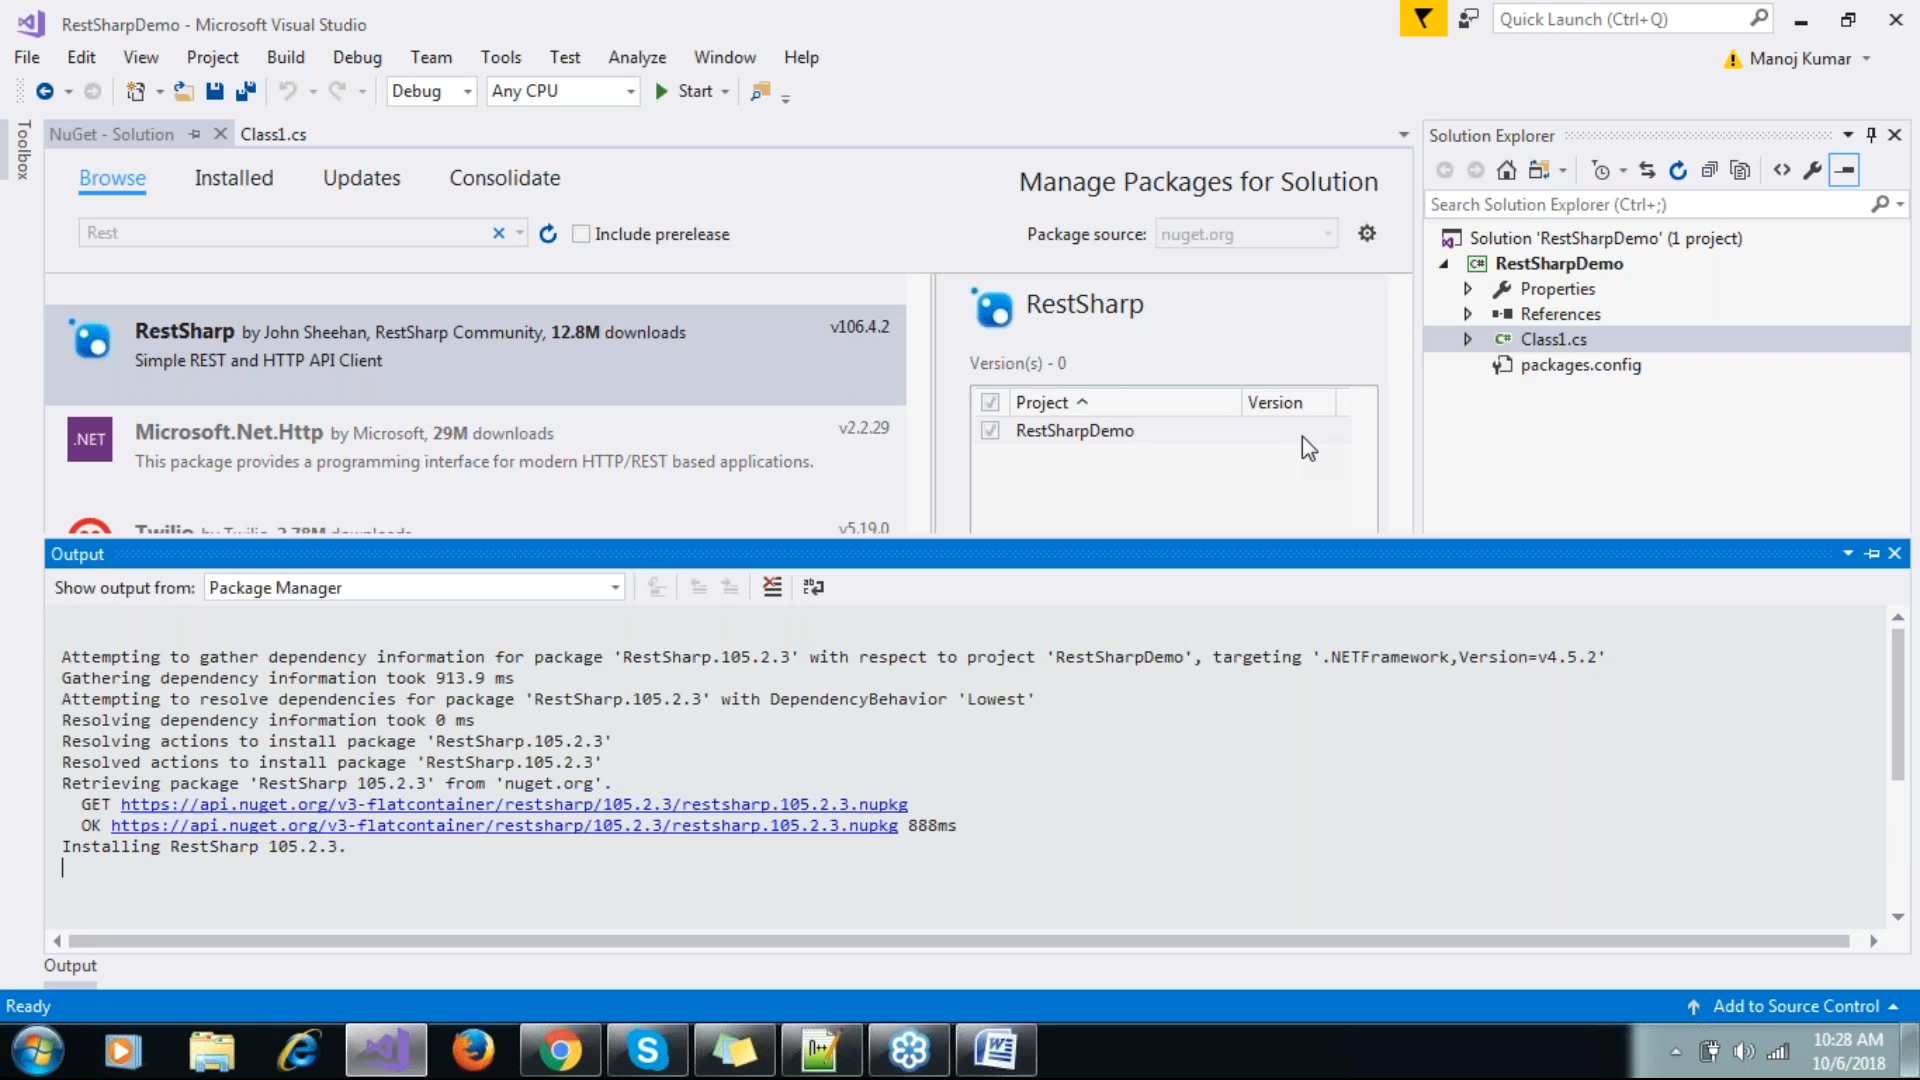 RestSharpDemo - Microsoft Visual Studio
Quick Launch (Ctrl+Q)
File Edit View Project Build Debug Team Tools Test Analyze Window Help
Manoj Kumar
Debug Any CPU Start
Toolbox
NuGet - Solution Class1.cs
Solution Explorer
Browse Installed Updates Consolidate
Manage Packages for Solution
Search Solution Explorer (Ctrl+;)
Rest
Include prerelease
Package source: nuget.org
Solution 'RestSharpDemo' (1 project)
C# RestSharpDemo
Properties
References
C# Class1.cs
packages.config
RestSharp by John Sheehan, RestSharp Community, 12.8M downloads
v106.4.2
Simple REST and HTTP API Client
.NET
Microsoft.Net.Http by Microsoft, 29M downloads
v2.2.29
This package provides a programming interface for modern HTTP/REST based applications.
Twilio by Twilio, 2.78M downloads
v5.19.0
RestSharp
Version(s) - 0
Project Version
RestSharpDemo
Output
Show output from: Package Manager
Attempting to gather dependency information for package 'RestSharp.105.2.3' with respect to project 'RestSharpDemo', targeting '.NETFramework,Version=v4.5.2'
Gathering dependency information took 913.9 ms
Attempting to resolve dependencies for package 'RestSharp.105.2.3' with DependencyBehavior 'Lowest'
Resolving dependency information took 0 ms
Resolving actions to install package 'RestSharp.105.2.3'
Resolved actions to install package 'RestSharp.105.2.3'
Retrieving package 'RestSharp 105.2.3' from 'nuget.org'.
GET https://api.nuget.org/v3-flatcontainer/restsharp/105.2.3/restsharp.105.2.3.nupkg
OK https://api.nuget.org/v3-flatcontainer/restsharp/105.2.3/restsharp.105.2.3.nupkg 888ms
Installing RestSharp 105.2.3.
Output
Ready
Add to Source Control
10:28 AM
10/6/2018